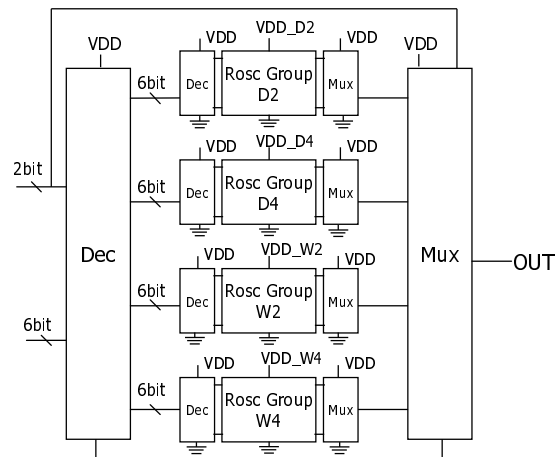 VDD
VDD
VDD_D2
VDD
VDD
6bit
Dec
Rosc Group
D2
Mux
2bit
6bit
VDD
VDD_D4
VDD
6bit
Dec
Rosc Group
D4
Mux
Dec
VDD
VDD_W2
VDD
6bit
Dec
Rosc Group
W2
Mux
Mux
OUT
VDD
VDD_W4
VDD
6bit
Dec
Rosc Group
W4
Mux